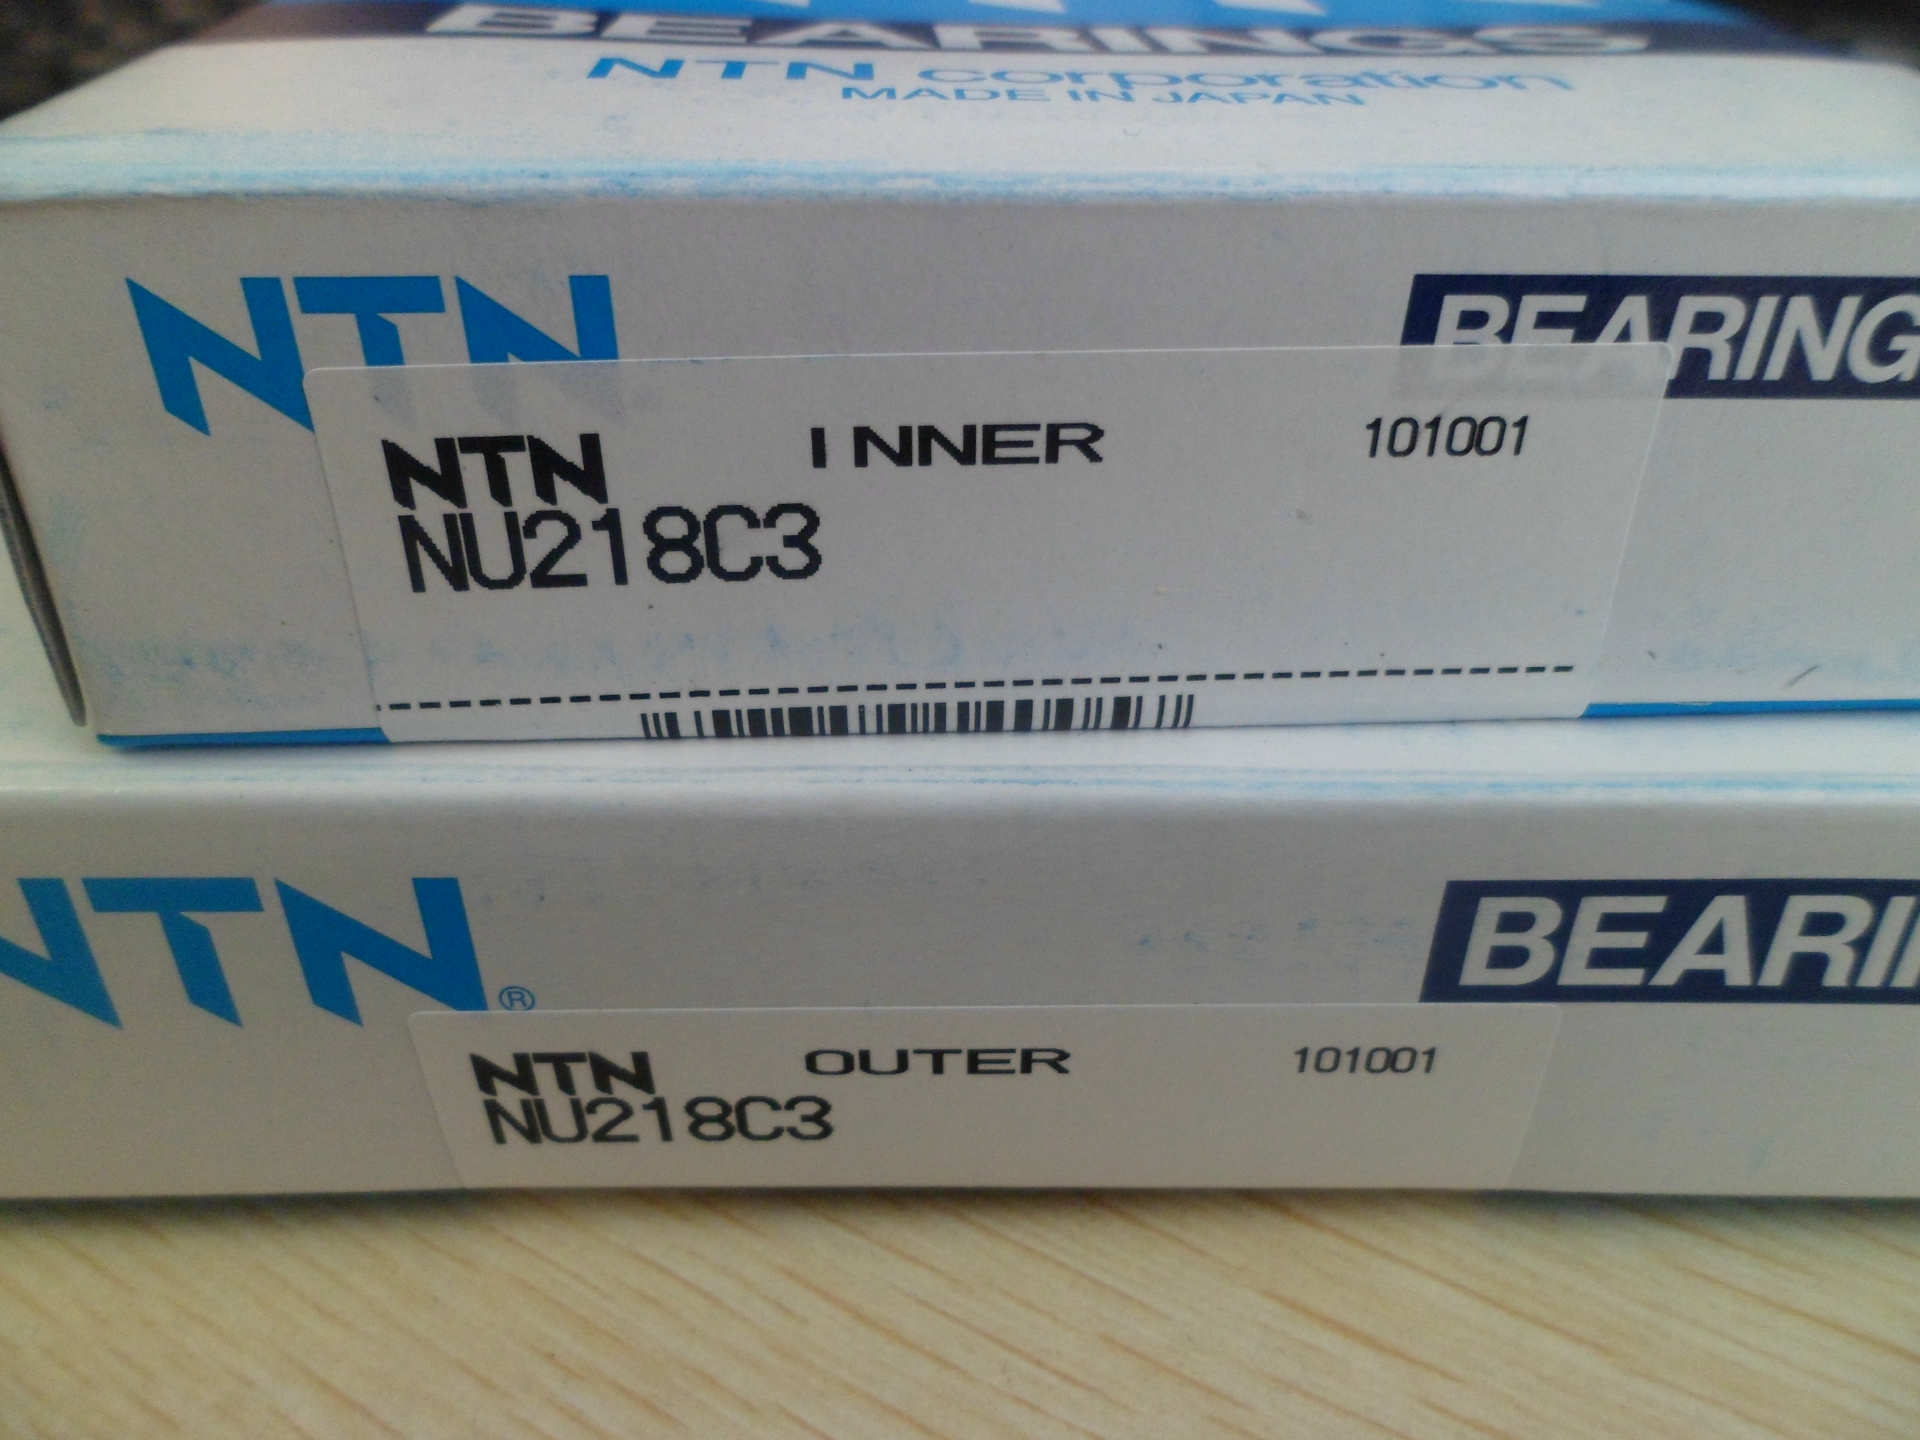 BEARINGS
NTN corporation
MADE IN JAPAN
NTN
BEARING
NTN INNER 101001
NU218C3
NTN®
BEARI
NTN OUTER 101001
NU218C3